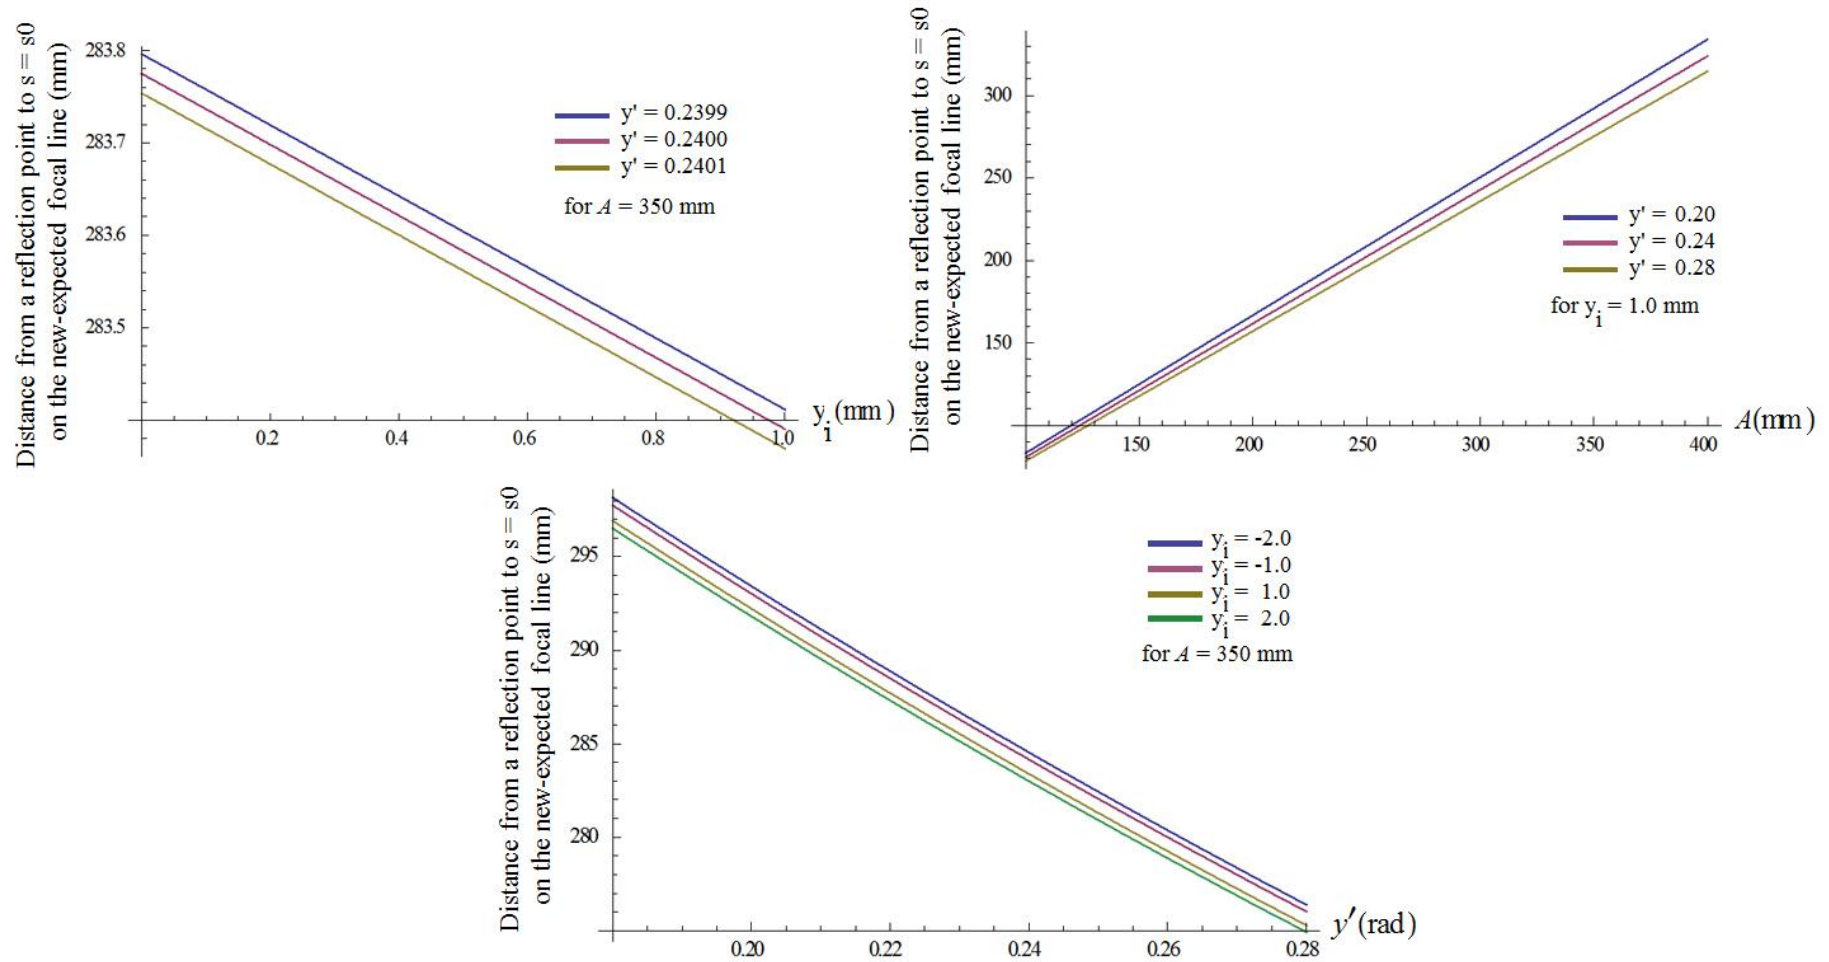 Distance from a reflection point to s = s0
on the new-expected focal line (mm)
283.8
283.7
283.6
283.5
0.2
0.4
0.6
0.8
1.0
y' = 0.2399
y' = 0.2400
y' = 0.2401
for A = 350 mm
yi (mm)
Distance from a reflection point to s = s0
on the new-expected focal line (mm)
300
250
200
150
150
200
250
300
350
400
y' = 0.20
y' = 0.24
y' = 0.28
for yi = 1.0 mm
A(mm)
Distance from a reflection point to s = s0
on the new-expected focal line (mm)
295
290
285
280
0.20
0.22
0.24
0.26
0.28
yi = -2.0
yi = -1.0
yi = 1.0
yi = 2.0
for A = 350 mm
y' (rad)